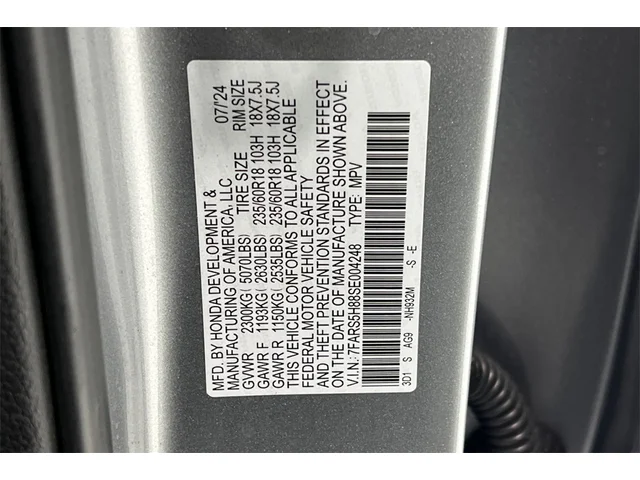 MFD. BY HONDA DEVELOPMENT & 07/24
MANUFACTURING OF AMERICA, LLC
GVWR 2300KG( 5070LBS) TIRE SIZE RIM SIZE
GAWR F 1193KG( 2630LBS) 235/60R18 103H 18X7.5J
GAWR R 1150KG( 2535LBS) 235/60R18 103H 18X7.5J
THIS VEHICLE CONFORMS TO ALL APPLICABLE
FEDERAL MOTOR VEHICLE SAFETY
AND THEFT PREVENTION STANDARDS IN EFFECT
ON THE DATE OF MANUFACTURE SHOWN ABOVE.
V.I.N.: 7FARS5H88SE004248 TYPE: MPV
3D1 S AG9 -NH932M -S -E